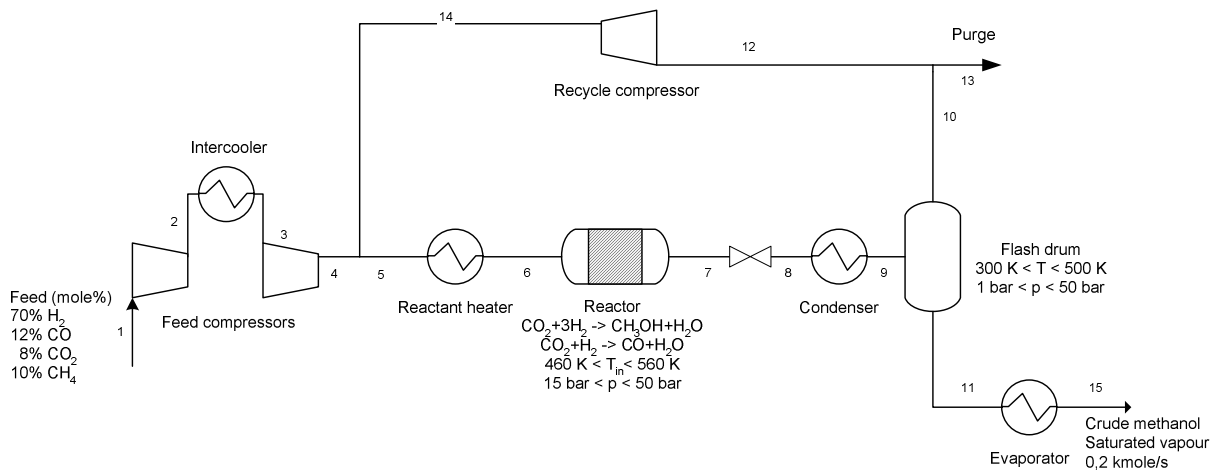 14
12
Purge
13
Recycle compressor
10
Intercooler
2
3
4
5
6
7
8
9
Feed (mole%)
70% H2
12% CO
8% CO2
10% CH4
1
Feed compressors
Reactant heater
Reactor
CO2+3H2 -> CH3OH+H2O
CO2+H2 -> CO+H2O
460 K < Tin< 560 K
15 bar < p < 50 bar
Condenser
Flash drum
300 K < T < 500 K
1 bar < p < 50 bar
11
15
Evaporator
Crude methanol
Saturated vapour
0,2 kmole/s